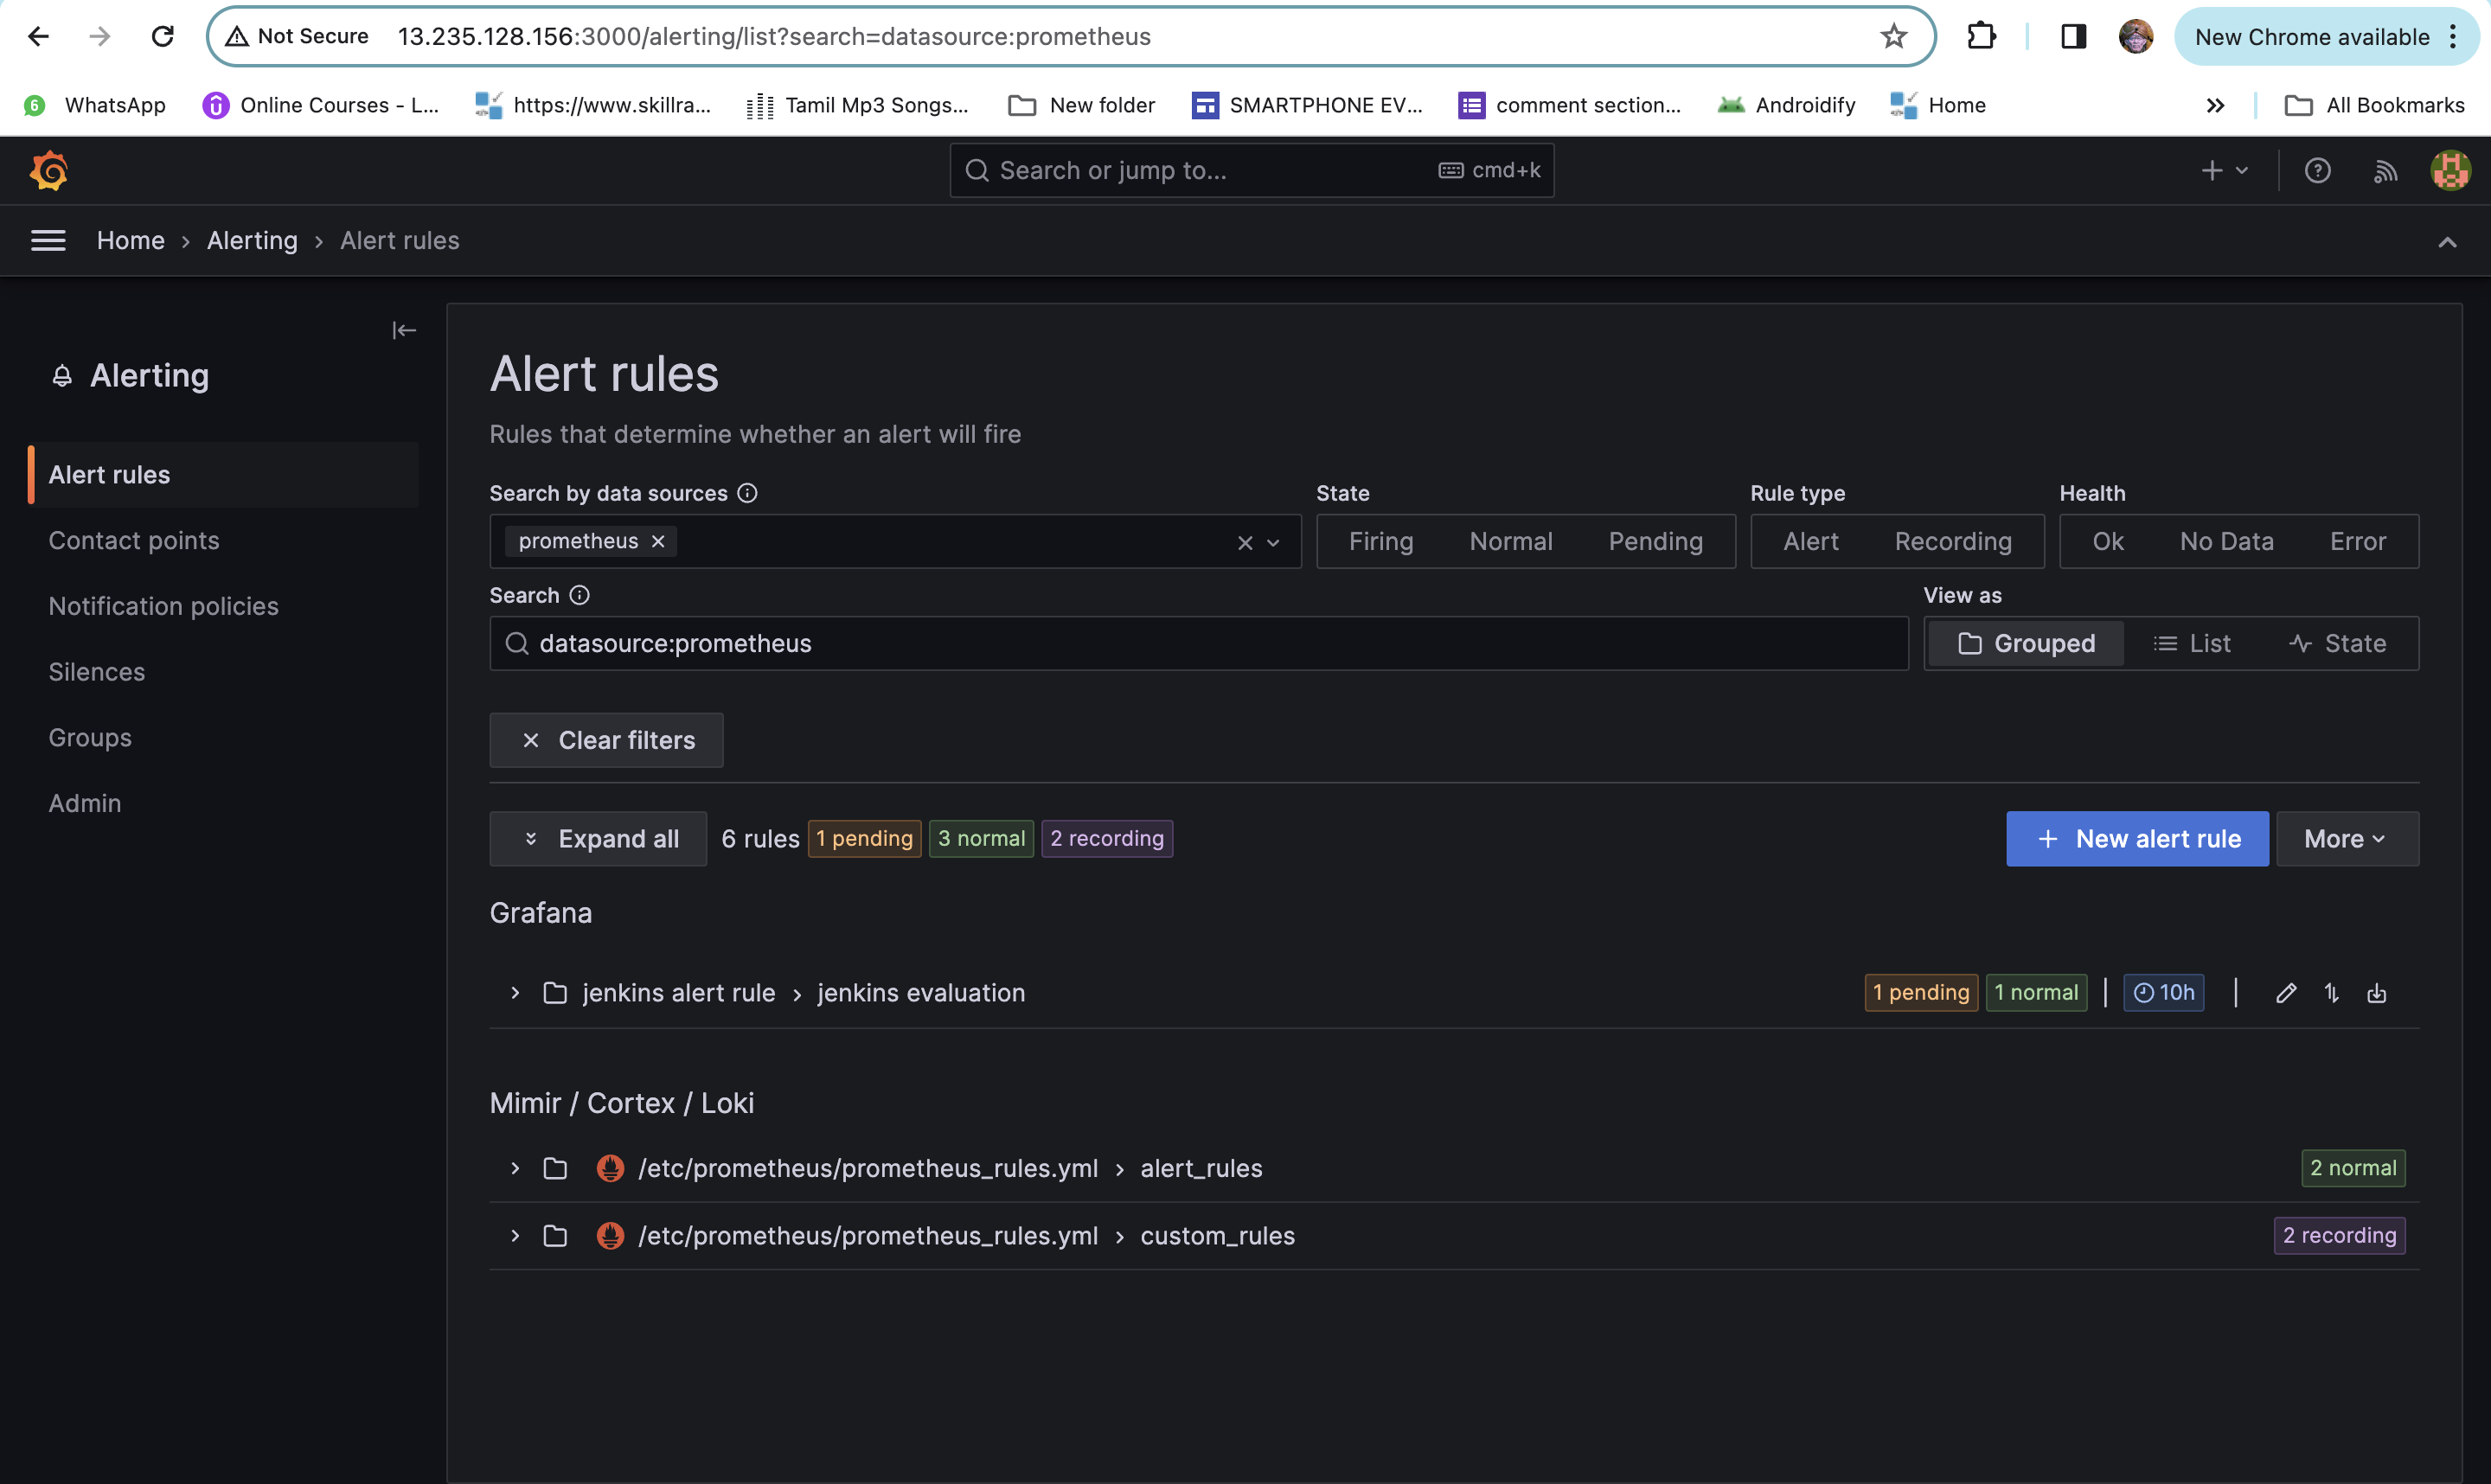 Not Secure 13.235.128.156:3000/alerting/list?search=datasource:prometheus New Chrome available
6 WhatsApp Online Courses - L... https://www.skillra... Tamil Mp3 Songs... New folder SMARTPHONE EV... comment section... Androidify Home » All Bookmarks
Search or jump to... cmd+k
Home › Alerting › Alert rules
Alerting
Alert rules
Contact points
Notification policies
Silences
Groups
Admin
Alert rules
Rules that determine whether an alert will fire
Search by data sources State Rule type Health
prometheus Firing Normal Pending Alert Recording Ok No Data Error
Search View as
datasource:prometheus Grouped List State
Clear filters
Expand all 6 rules 1 pending 3 normal 2 recording + New alert rule More
Grafana
jenkins alert rule › jenkins evaluation 1 pending 1 normal | 10h |
Mimir / Cortex / Loki
/etc/prometheus/prometheus_rules.yml › alert_rules 2 normal
/etc/prometheus/prometheus_rules.yml › custom_rules 2 recording